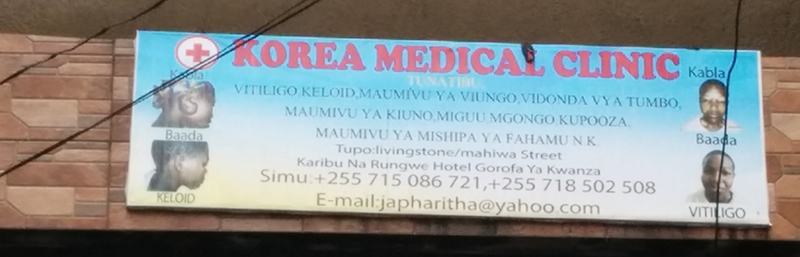 KOREA MEDICAL CLINIC
TUNATIBU
VITILIGO,KELOID,MAUMIVU YA VIUNGO,VIDONDA VYA TUMBO,
MAUMIVU YA KIUNO,MIGUU,MGONGO,KUPOOZA.
MAUMIVU YA MISHIPA YA FAHAMU N.K
Tupo:livingstone/mahiwa Street
Karibu Na Rungwe Hotel Gorofa Ya Kwanza
Simu:+255 715 086 721,+255 718 502 508
E-mail:japharitha@yahoo com
Kabla
Baada
KELOID
Kabla
Baada
VITILIGO